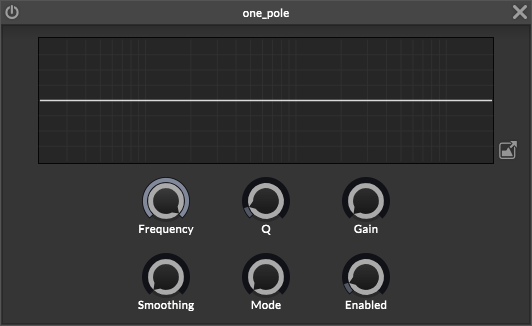 one_pole
Frequency
Q
Gain
Smoothing
Mode
Enabled